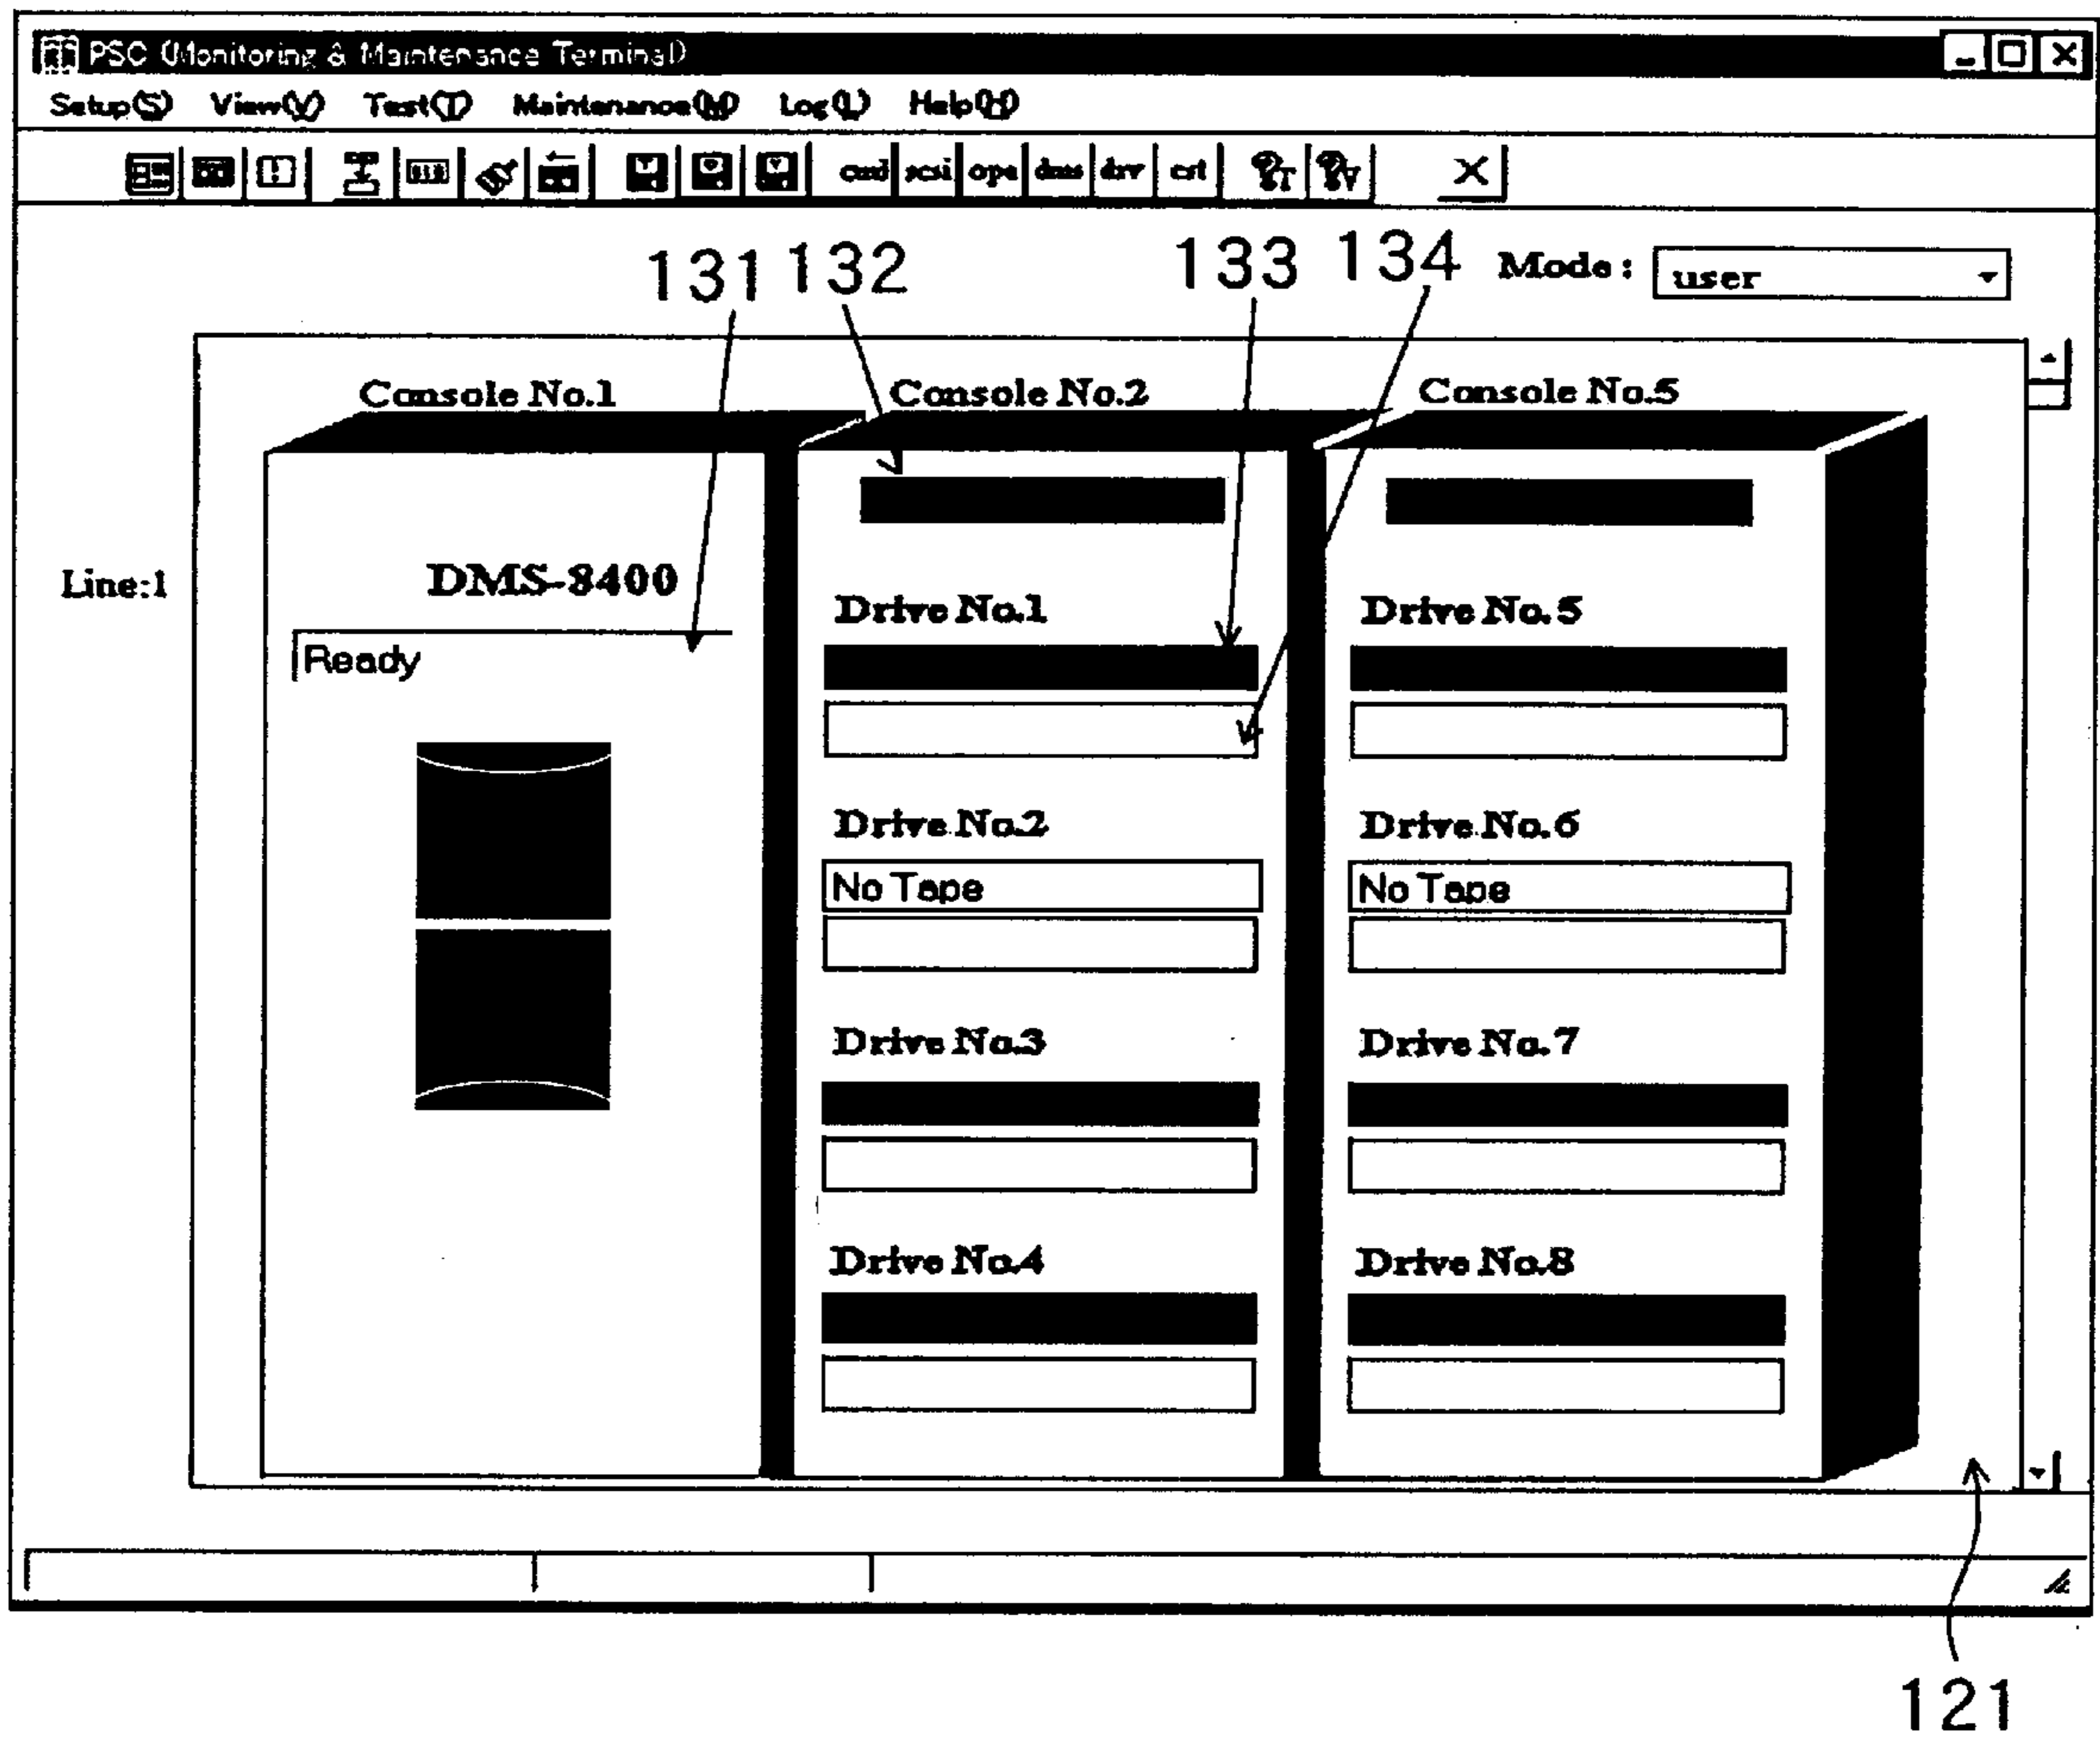 PSC (Monitoring & Maintenance Terminal)
Setup(S) View(V) Test(T) Maintenance(M) Log(L) Help(H)
cmd scsi ope dms drv crt
131 132 133 134 Mode: user
Console No.1 Console No.2 Console No.5
Line:1
DMS-8400
Ready
Drive No.1 Drive No.5
Drive No.2 Drive No.6
No Tape No Tape
Drive No.3 Drive No.7
Drive No.4 Drive No.8
121